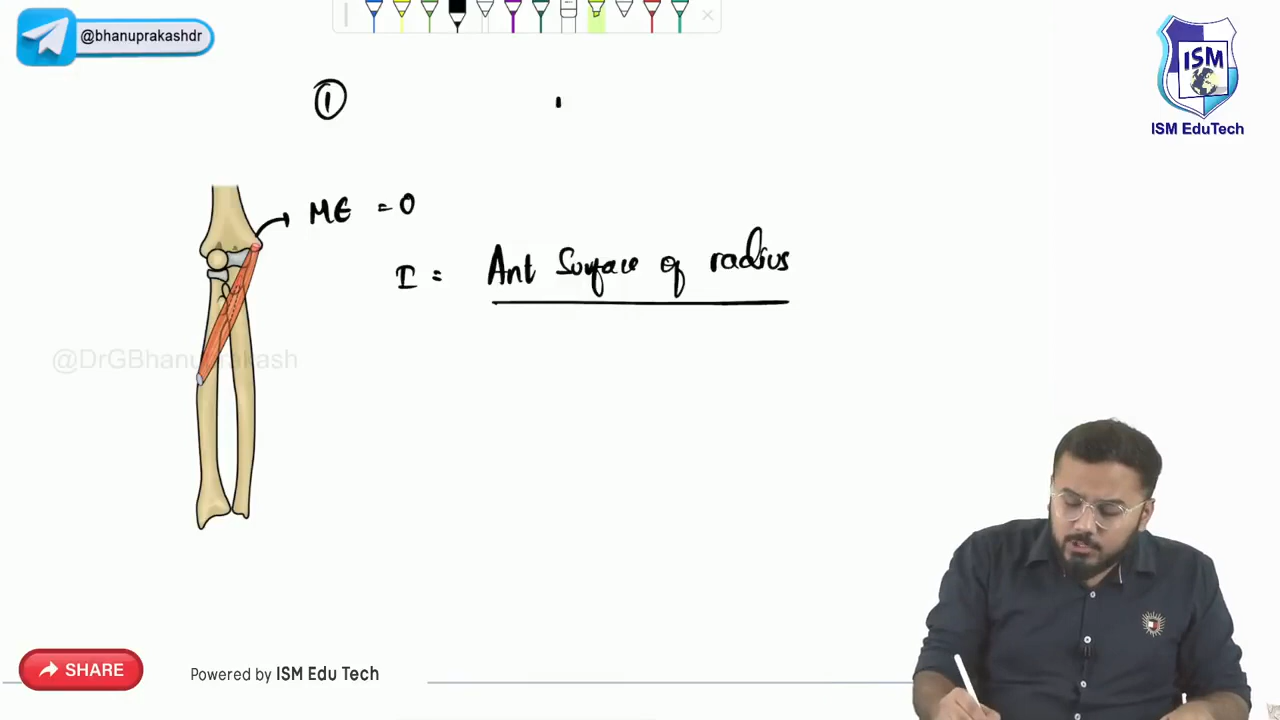 @bhanuprakashdr
ISM
ISM EduTech
①
ME = O
I = Ant Surface of radius
@DrGBhanuprakash
SHARE
Powered by ISM Edu Tech